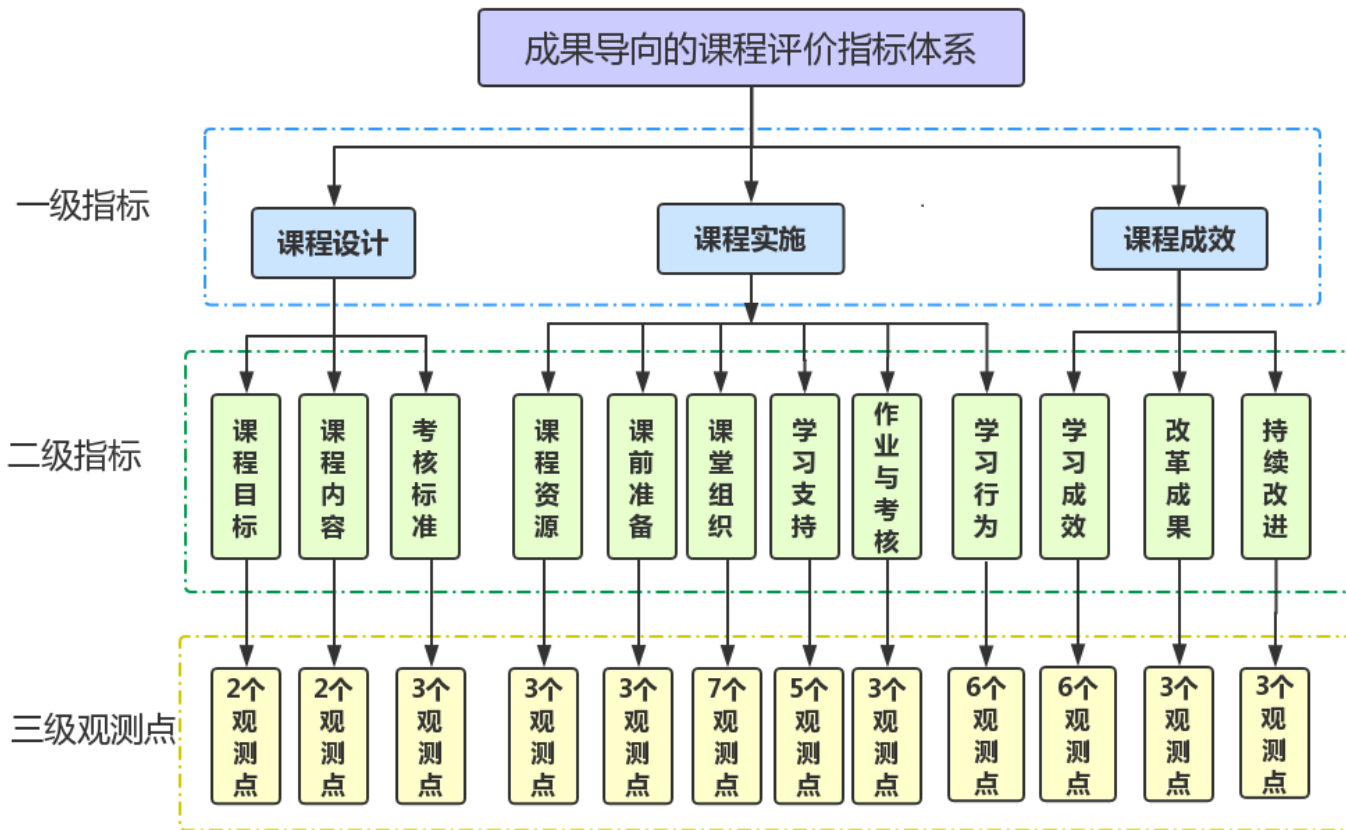 成果导向的课程评价指标体系
一级指标
课程设计
课程实施
课程成效
二级指标
课程目标
课程内容
考核标准
课程资源
课前准备
课堂组织
学习支持
作业与考核
学习行为
学习成效
改革成果
持续改进
三级观测点
2个观测点
2个观测点
3个观测点
3个观测点
3个观测点
7个观测点
5个观测点
3个观测点
6个观测点
6个观测点
3个观测点
3个观测点